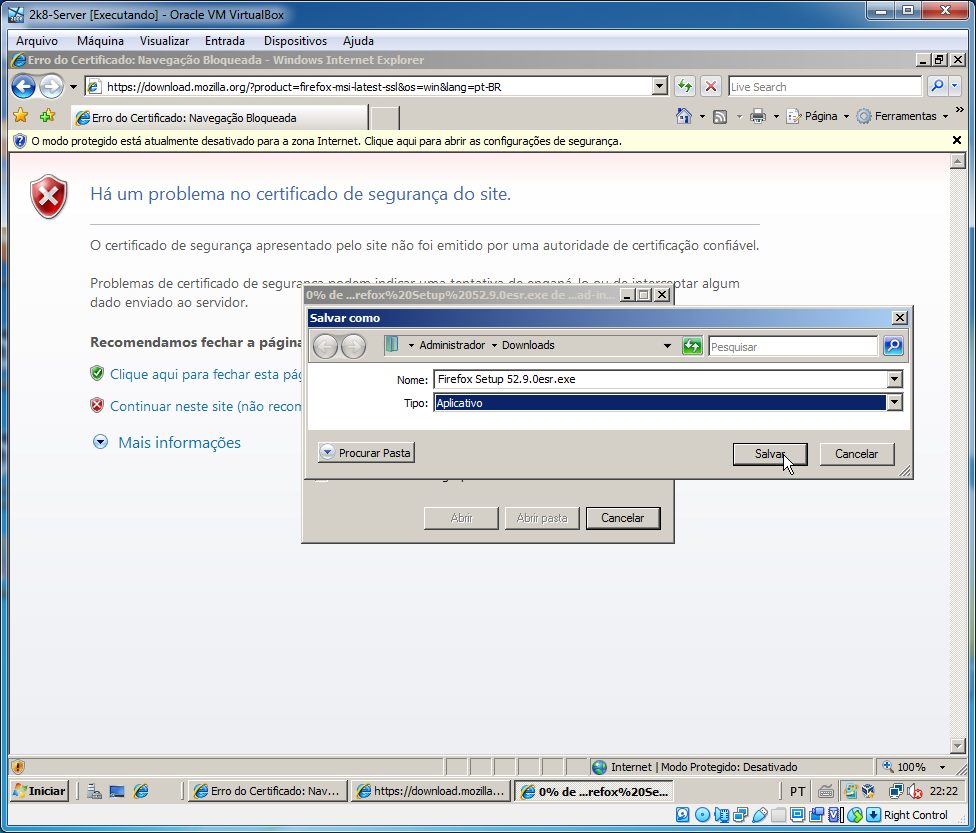 2k8-Server [Executando] - Oracle VM VirtualBox
Arquivo Máquina Visualizar Entrada Dispositivos Ajuda
Erro do Certificado: Navegação Bloqueada - Windows Internet Explorer
https://download.mozilla.org/?product=firefox-msi-latest-ssl&os=win&lang=pt-BR
Live Search
Erro do Certificado: Navegação Bloqueada
Página Ferramentas
O modo protegido está atualmente desativado para a zona Internet. Clique aqui para abrir as configurações de segurança.
Há um problema no certificado de segurança do site.
O certificado de segurança apresentado pelo site não foi emitido por uma autoridade de certificação confiável.
Problemas de certificado de segurança podem indicar uma tentativa de enganá-lo ou de interceptar algum
dado enviado ao servidor.
Recomendamos fechar a página
Clique aqui para fechar esta pág
Continuar neste site (não recom
Mais informações
0% de ...refox%20Setup%2052.9.0esr.exe de ...ad-in...
Salvar como
Administrador Downloads
Pesquisar
Nome: Firefox Setup 52.9.0esr.exe
Tipo: Aplicativo
Procurar Pasta
Salvar
Cancelar
Abrir
Abrir pasta
Cancelar
Internet | Modo Protegido: Desativado
100%
Iniciar
Erro do Certificado: Nav...
https://download.mozilla...
0% de ...refox%20Se...
PT
22:22
Right Control